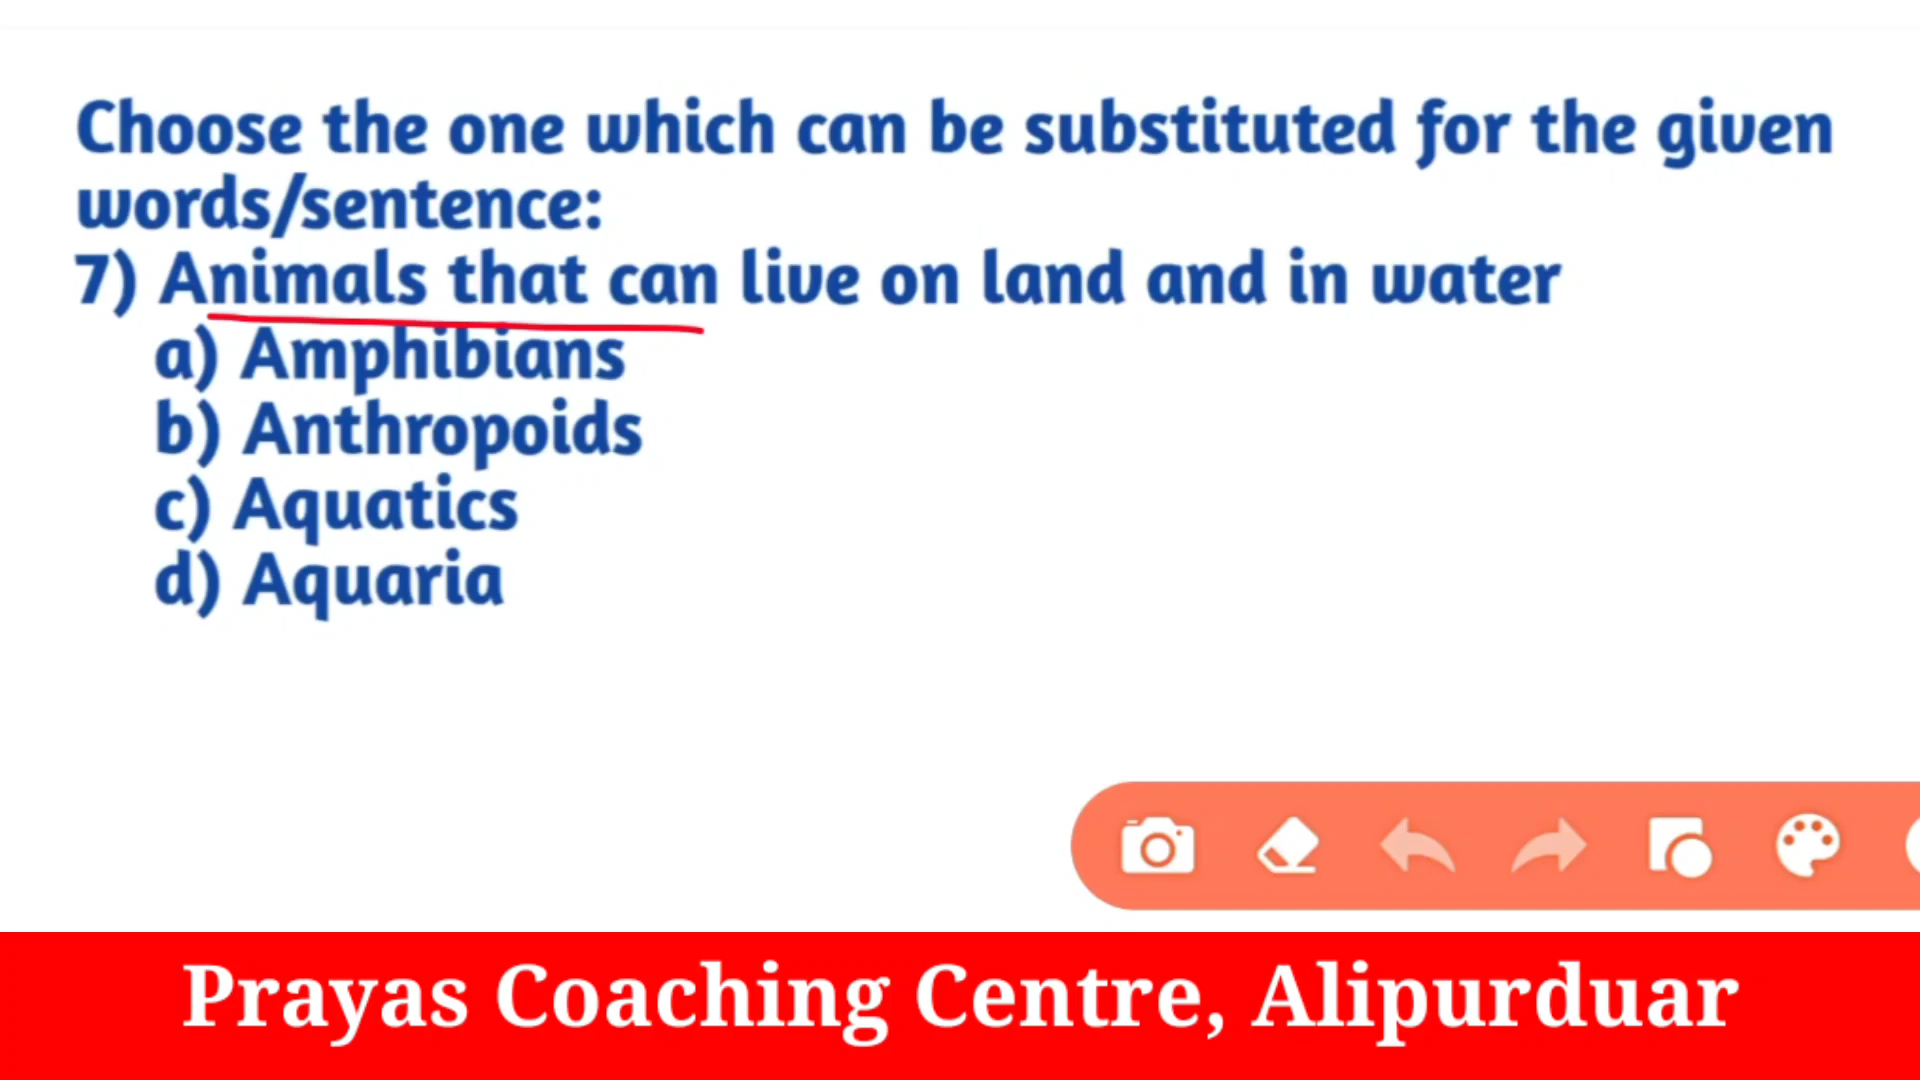 Choose the one which can be substituted for the given
words/sentence:
7) Animals that can live on land and in water
a) Amphibians
b) Anthropoids
c) Aquatics
d) Aquaria
Prayas Coaching Centre, Alipurduar